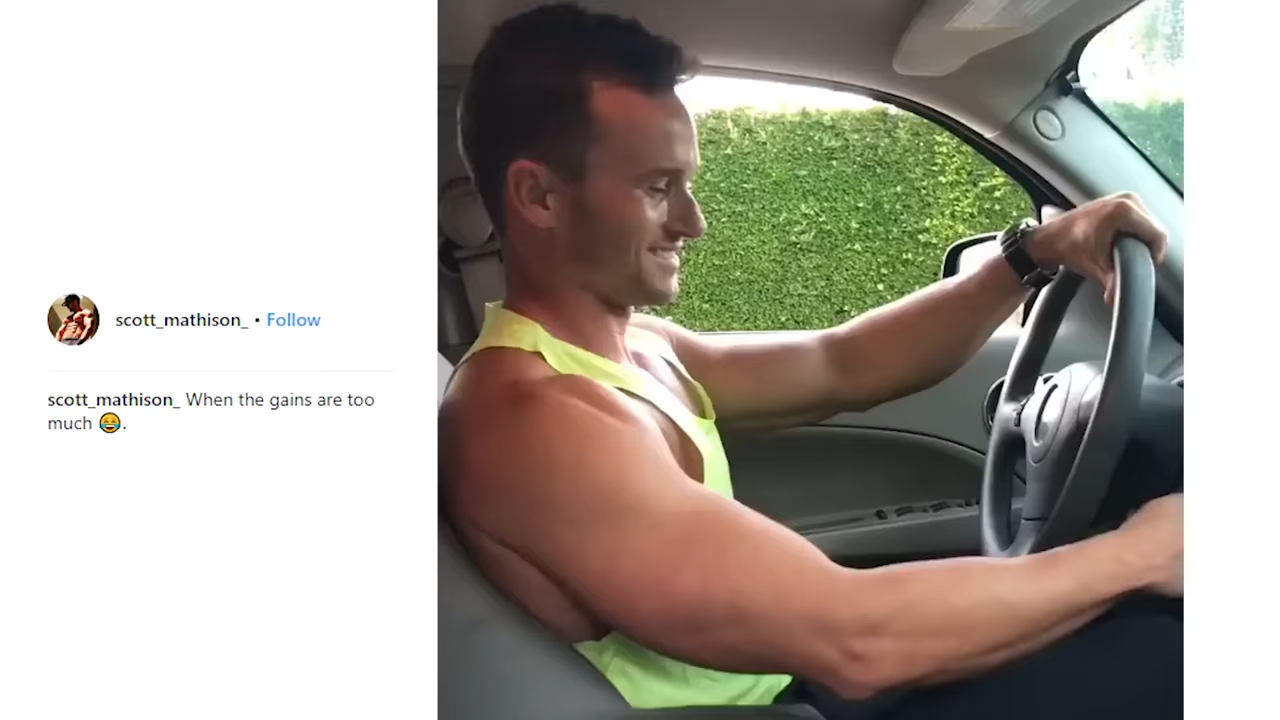 scott_mathison_ • Follow
scott_mathison_ When the gains are too
much 😂.